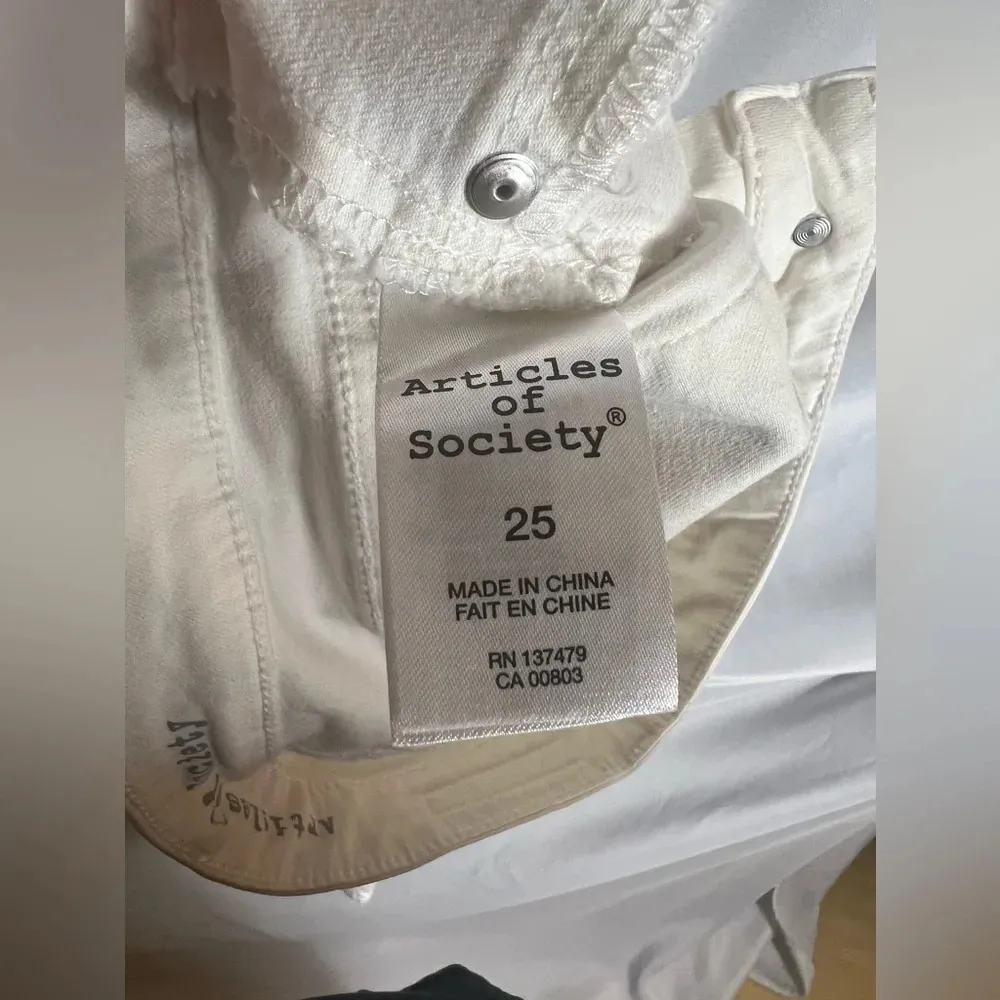 Articles
of
Society®
25
MADE IN CHINA
FAIT EN CHINE
RN 137479
CA 00803